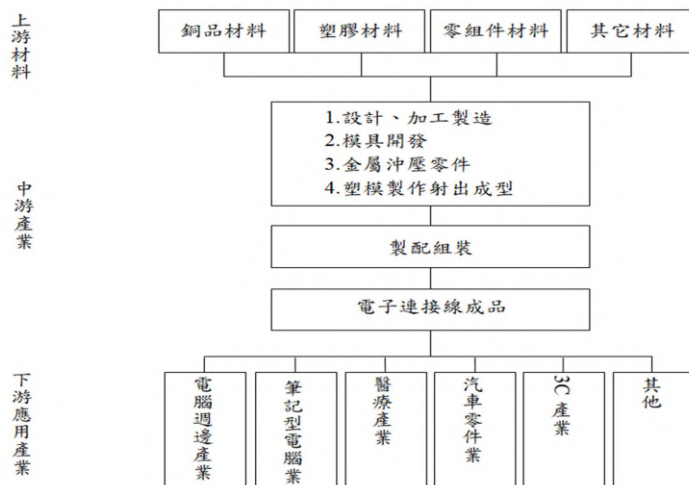 上游材料
銅品材料
塑膠材料
零組件材料
其它材料
中游產業
1.設計、加工製造
2.模具開發
3.金屬沖壓零件
4.塑模製作射出成型
製配組裝
電子連接線成品
下游應用產業
電腦週邊產業
筆記型電腦業
醫療產業
汽車零件業
3C產業
其他